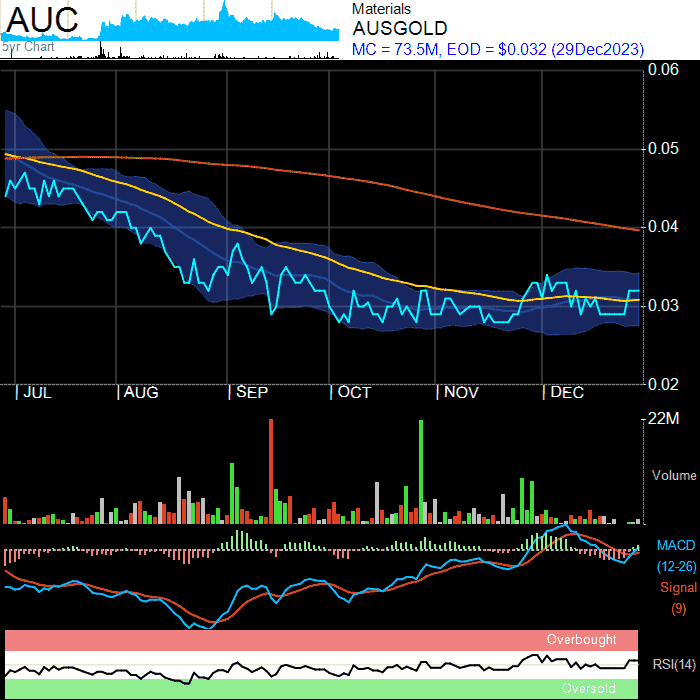 AUC
5yr Chart
Materials
AUSGOLD
MC = 73.5M, EOD = $0.032 (29Dec2023)
0.06
0.05
0.04
0.03
0.02
JUL
AUG
SEP
OCT
NOV
DEC
22M
Volume
MACD
(12-26)
Signal
(9)
Overbought
RSI(14)
Oversold